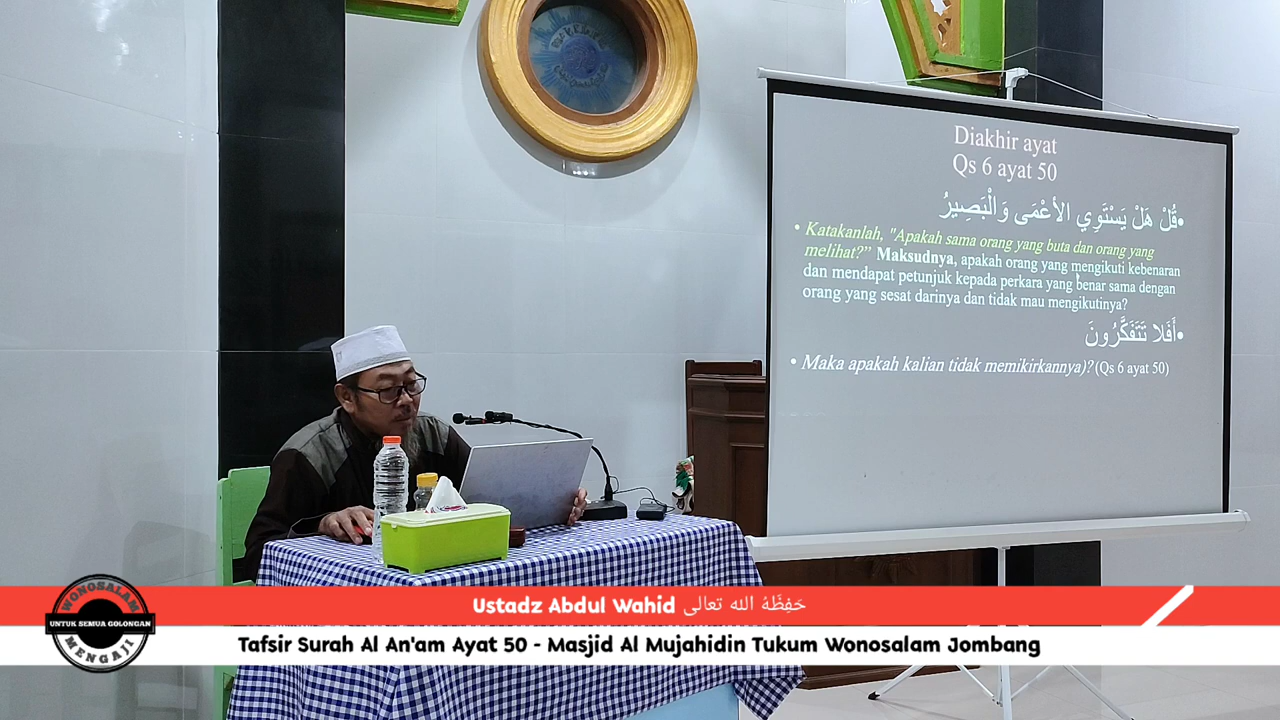 Diakhir ayat
Qs 6 ayat 50
•قُلْ هَلْ يَسْتَوِي الأعْمَى وَالْبَصِيرُ
• Katakanlah, "Apakah sama orang yang buta dan orang yang
melihat?" Maksudnya, apakah orang yang mengikuti kebenaran
dan mendapat petunjuk kepada perkara yang benar sama dengan
orang yang sesat darinya dan tidak mau mengikutinya?
•أَفَلا تَتَفَكَّرُونَ
• Maka apakah kalian tidak memikirkannya)? (Qs 6 ayat 50)
Ustadz Abdul Wahid حَفِظَهُ الله تعالى
WONOSALAM
UNTUK SEMUA GOLONGAN
MENGAJI
Tafsir Surah Al An'am Ayat 50 - Masjid Al Mujahidin Tukum Wonosalam Jombang